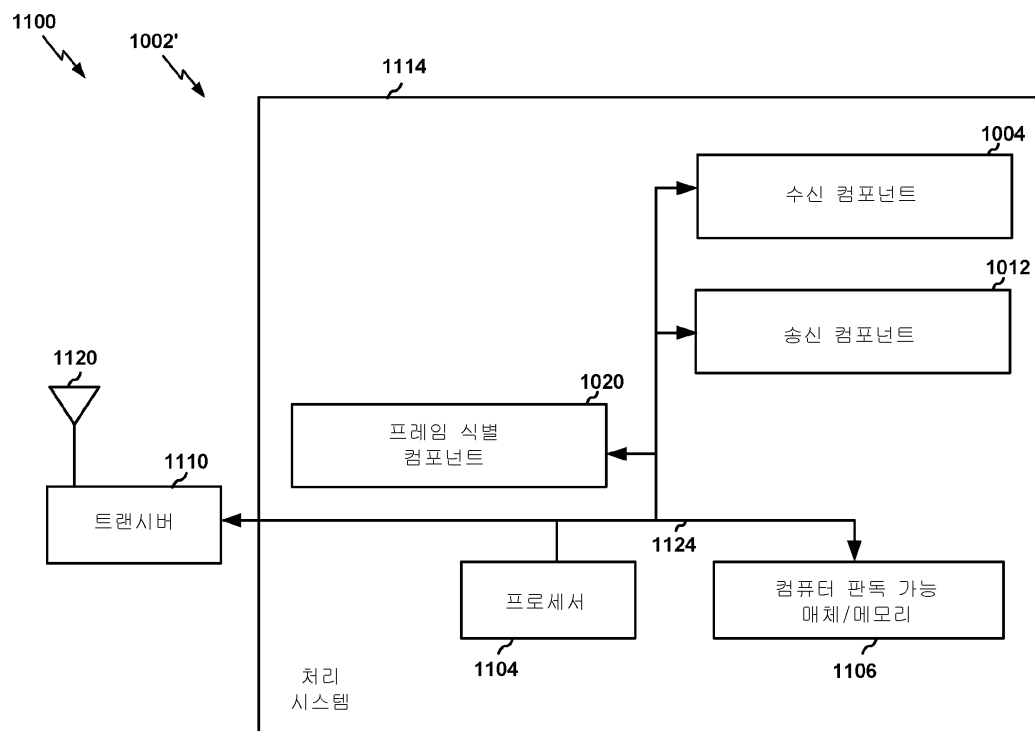 1100
1002'
1114
1004
수신 컴포넌트
1012
송신 컴포넌트
1120
1020
프레임 식별
컴포넌트
1110
트랜시버
1124
프로세서
컴퓨터 판독 가능
매체/메모리
1104
1106
처리
시스템